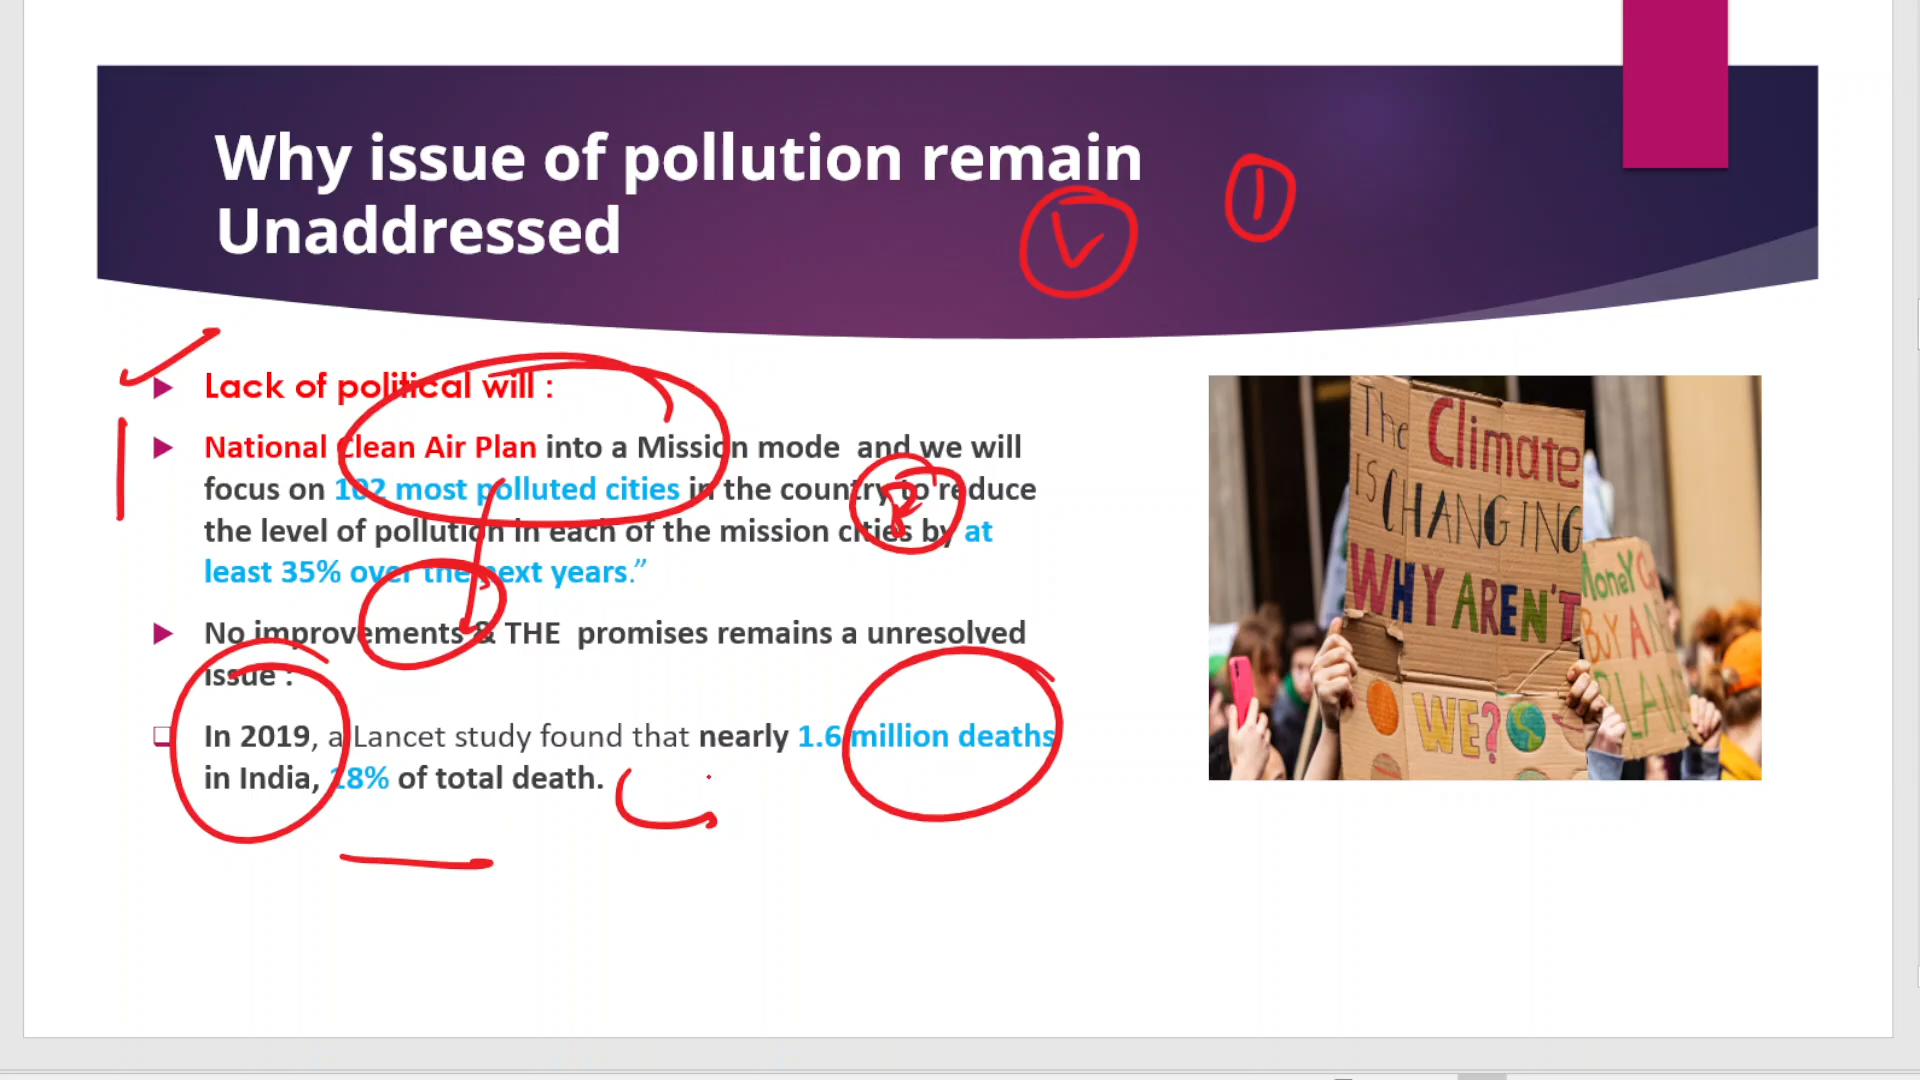 Why issue of pollution remain
Unaddressed
1
Lack of political will :
National Clean Air Plan into a Mission mode and we will
focus on 102 most polluted cities in the country to reduce
the level of pollution in each of the mission cities by at
least 35% over the next years.”
No improvements & THE promises remains a unresolved
issue :
In 2019, a Lancet study found that nearly 1.6 million deaths
in India, 18% of total death.
The Climate
IS CHANGING
WHY AREN'T
WE?
Money
BUY A
PLAN